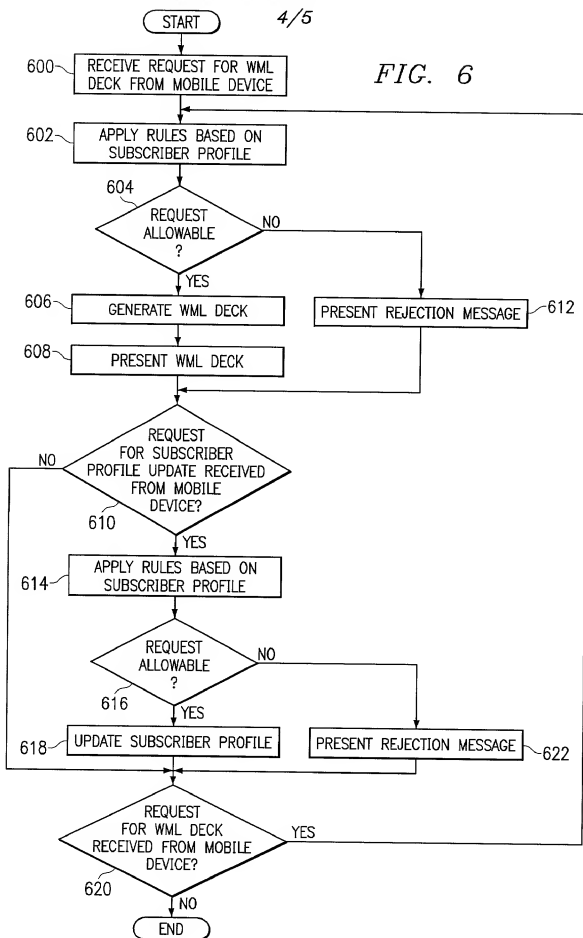 START
4/5
FIG. 6
600
RECEIVE REQUEST FOR WML
DECK FROM MOBILE DEVICE
602
APPLY RULES BASED ON
SUBSCRIBER PROFILE
604
REQUEST
ALLOWABLE
?
NO
YES
606
GENERATE WML DECK
PRESENT REJECTION MESSAGE
612
608
PRESENT WML DECK
REQUEST
FOR SUBSCRIBER
PROFILE UPDATE RECEIVED
FROM MOBILE
DEVICE?
NO
610
YES
614
APPLY RULES BASED ON
SUBSCRIBER PROFILE
REQUEST
ALLOWABLE
?
NO
616
YES
618
UPDATE SUBSCRIBER PROFILE
PRESENT REJECTION MESSAGE
622
REQUEST
FOR WML DECK
RECEIVED FROM MOBILE
DEVICE?
YES
620
NO
END